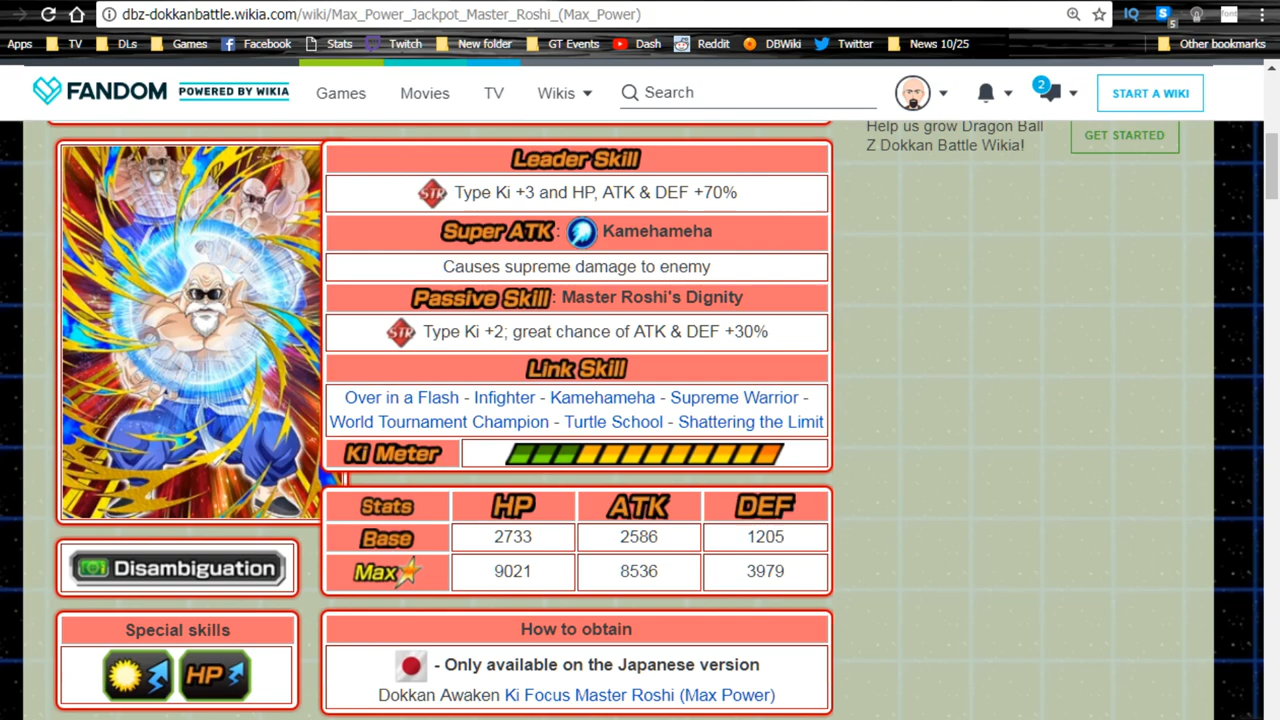 dbz-dokkanbattle.wikia.com/wiki/Max_Power_Jackpot_Master_Roshi_(Max_Power)
IQ S 5 font
Apps TV DLs Games Facebook Stats Twitch New folder GT Events Dash Reddit DBWiki Twitter News 10/25 Other bookmarks
FANDOM POWERED BY WIKIA Games Movies TV Wikis Search 2 START A WIKI
Help us grow Dragon Ball
Z Dokkan Battle Wikia!
GET STARTED
Leader Skill
STR Type Ki +3 and HP, ATK & DEF +70%
Super ATK: Kamehameha
Causes supreme damage to enemy
Passive Skill: Master Roshi's Dignity
STR Type Ki +2; great chance of ATK & DEF +30%
Link Skill
Over in a Flash - Infighter - Kamehameha - Supreme Warrior -
World Tournament Champion - Turtle School - Shattering the Limit
Ki Meter
Stats HP ATK DEF
Base 2733 2586 1205
Max 9021 8536 3979
Disambiguation
Special skills
HP
How to obtain
- Only available on the Japanese version
Dokkan Awaken Ki Focus Master Roshi (Max Power)